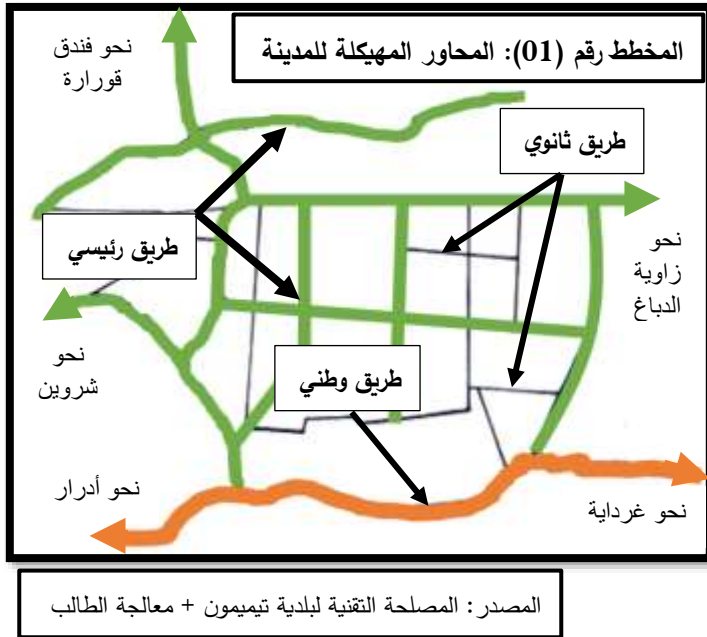 المخطط رقم (01): المحاور المهيكلة للمدينة
نحو فندق
قورارة
طريق ثانوي
طريق رئيسي
نحو
زاوية
الدباغ
نحو
شروين
طريق وطني
نحو أدرار
نحو غرداية
المصدر: المصلحة التقنية لبلدية تيميمون + معالجة الطالب